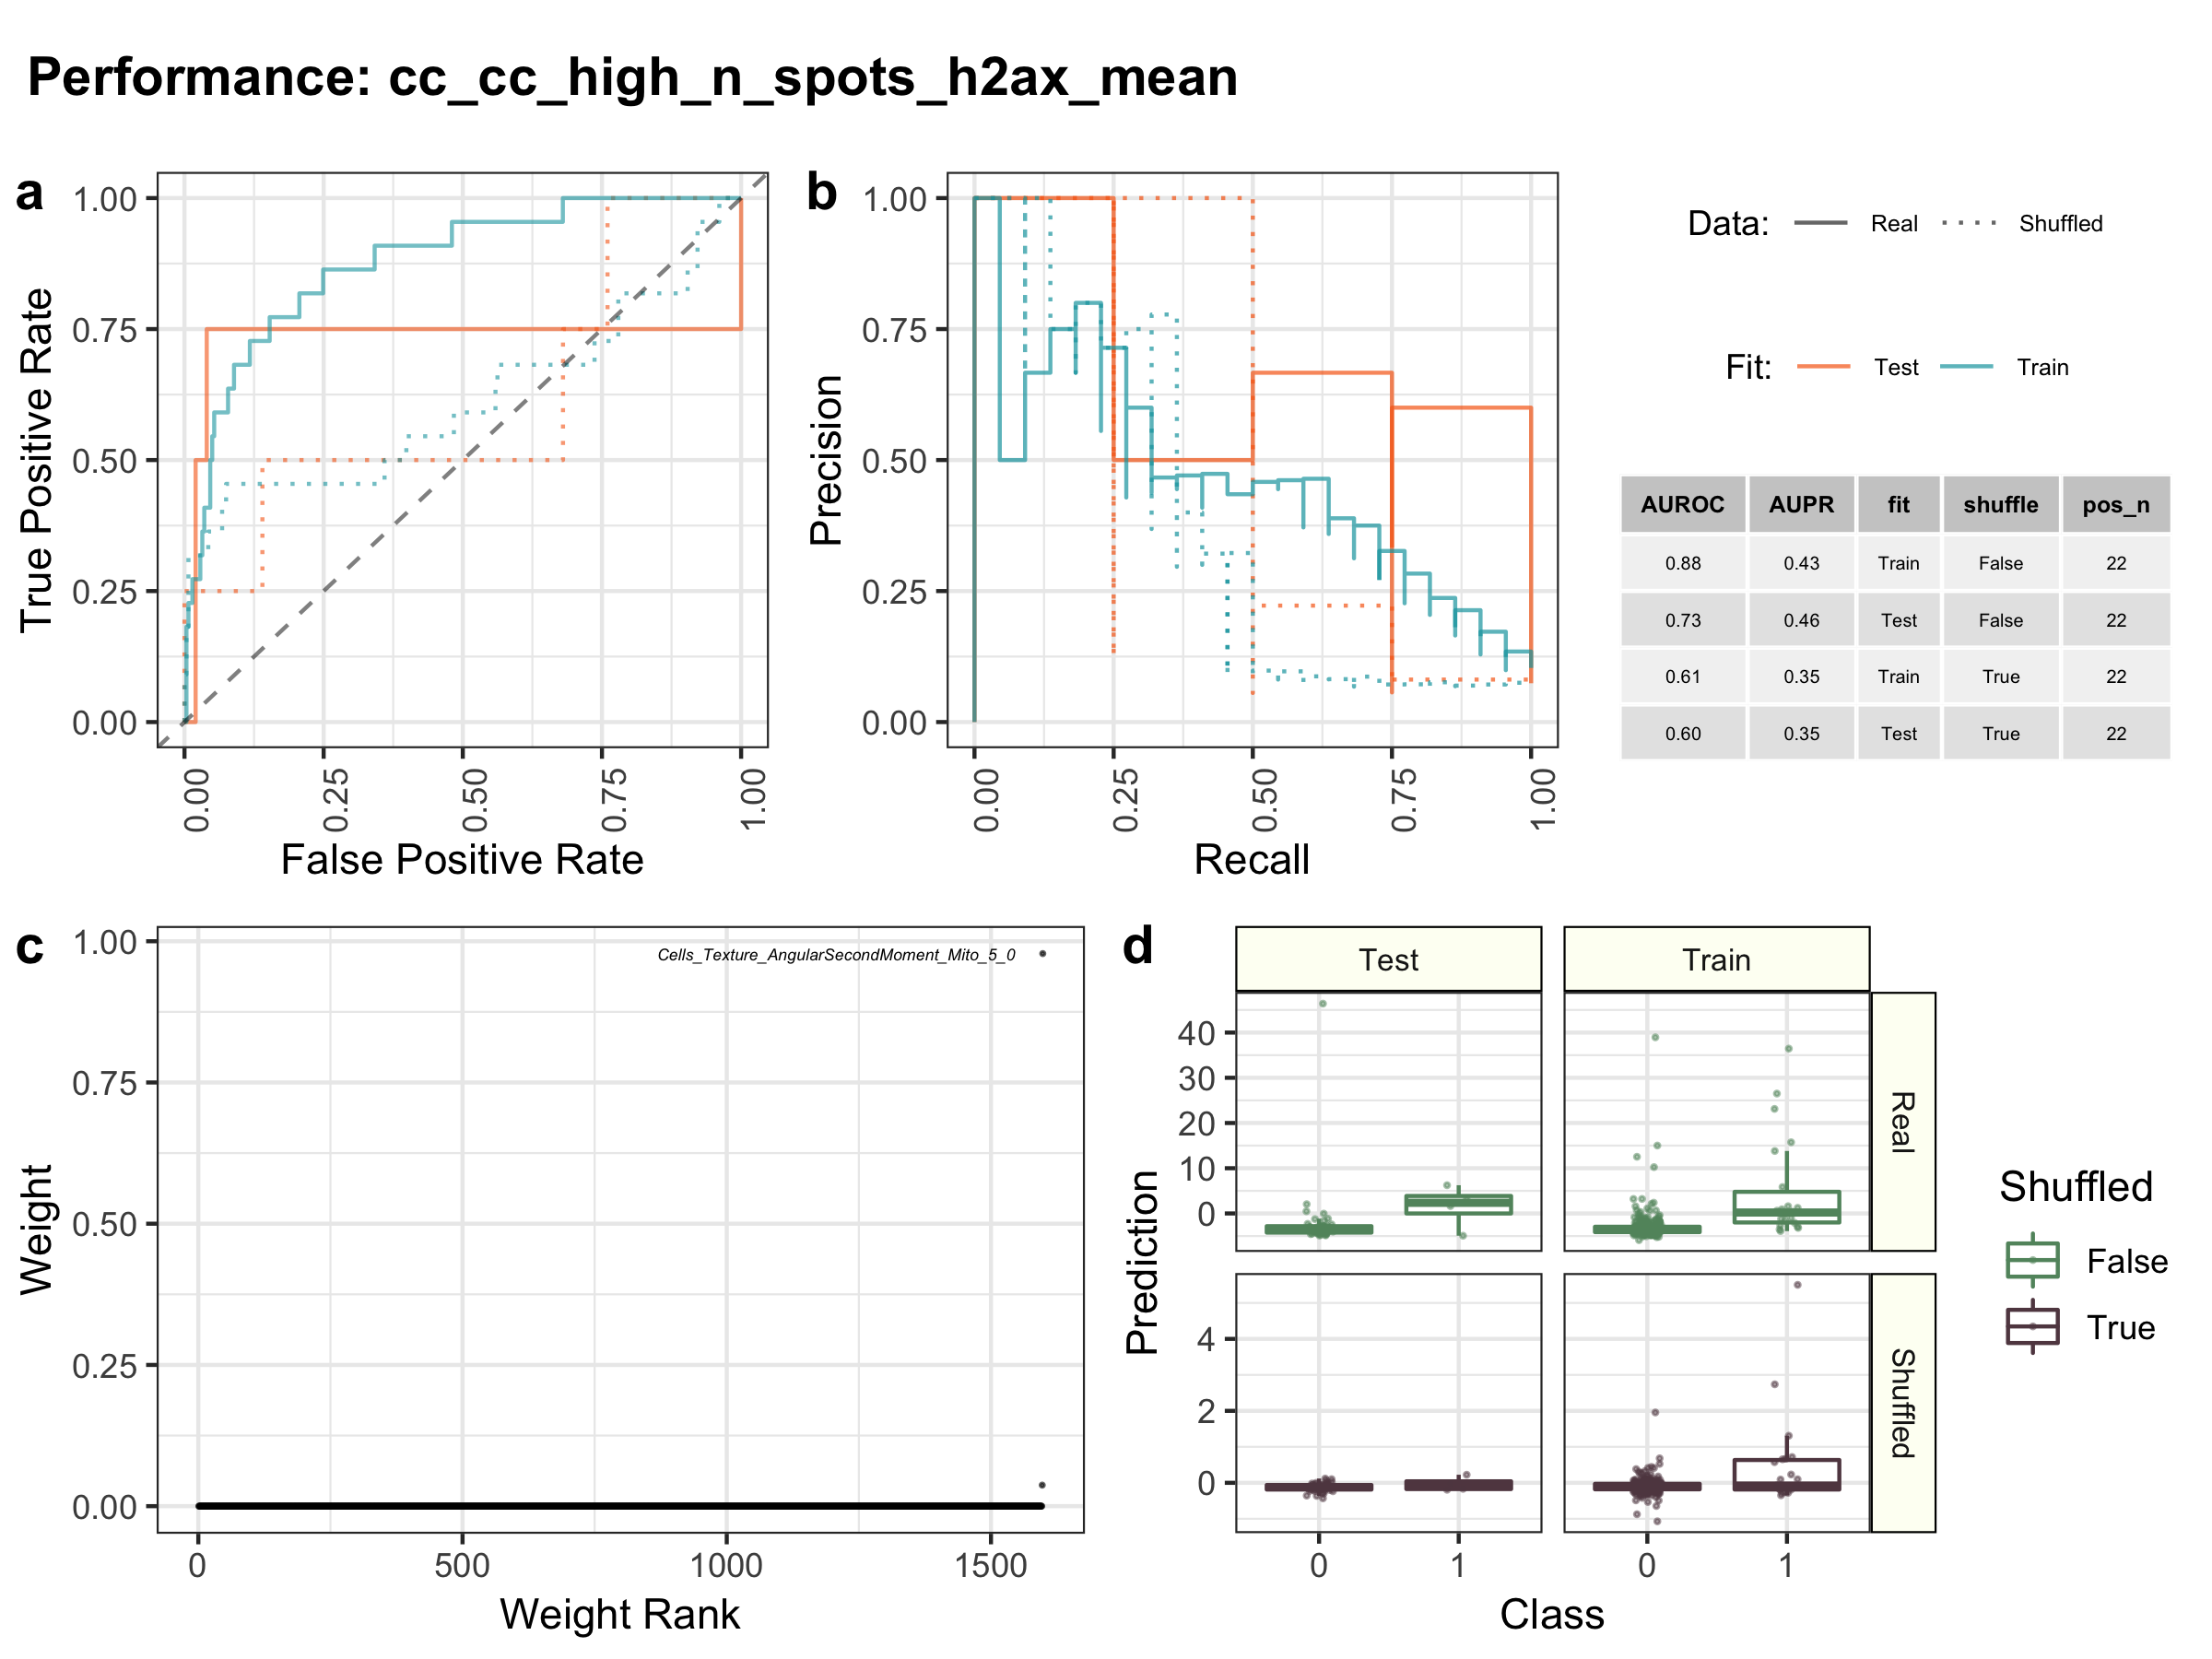 Performance: cc_cc_high_n_spots_h2ax_mean
a
1.00
0.75
0.50
0.25
0.00
True Positive Rate
0.00 0.25 0.50 0.75 1.00
False Positive Rate
b
1.00
0.75
0.50
0.25
0.00
Precision
0.00 0.25 0.50 0.75 1.00
Recall
Data: Real Shuffled
Fit: Test Train
AUROC AUPR fit shuffle pos_n
0.88 0.43 Train False 22
0.73 0.46 Test False 22
0.61 0.35 Train True 22
0.60 0.35 Test True 22
c
1.00
0.75
0.50
0.25
0.00
Weight
Cells_Texture_AngularSecondMoment_Mito_5_0
0 500 1000 1500
Weight Rank
d
Test Train
40
30
20
10
0
Real
4
2
0
Shuffled
Prediction
0 1 0 1
Class
Shuffled
False
True